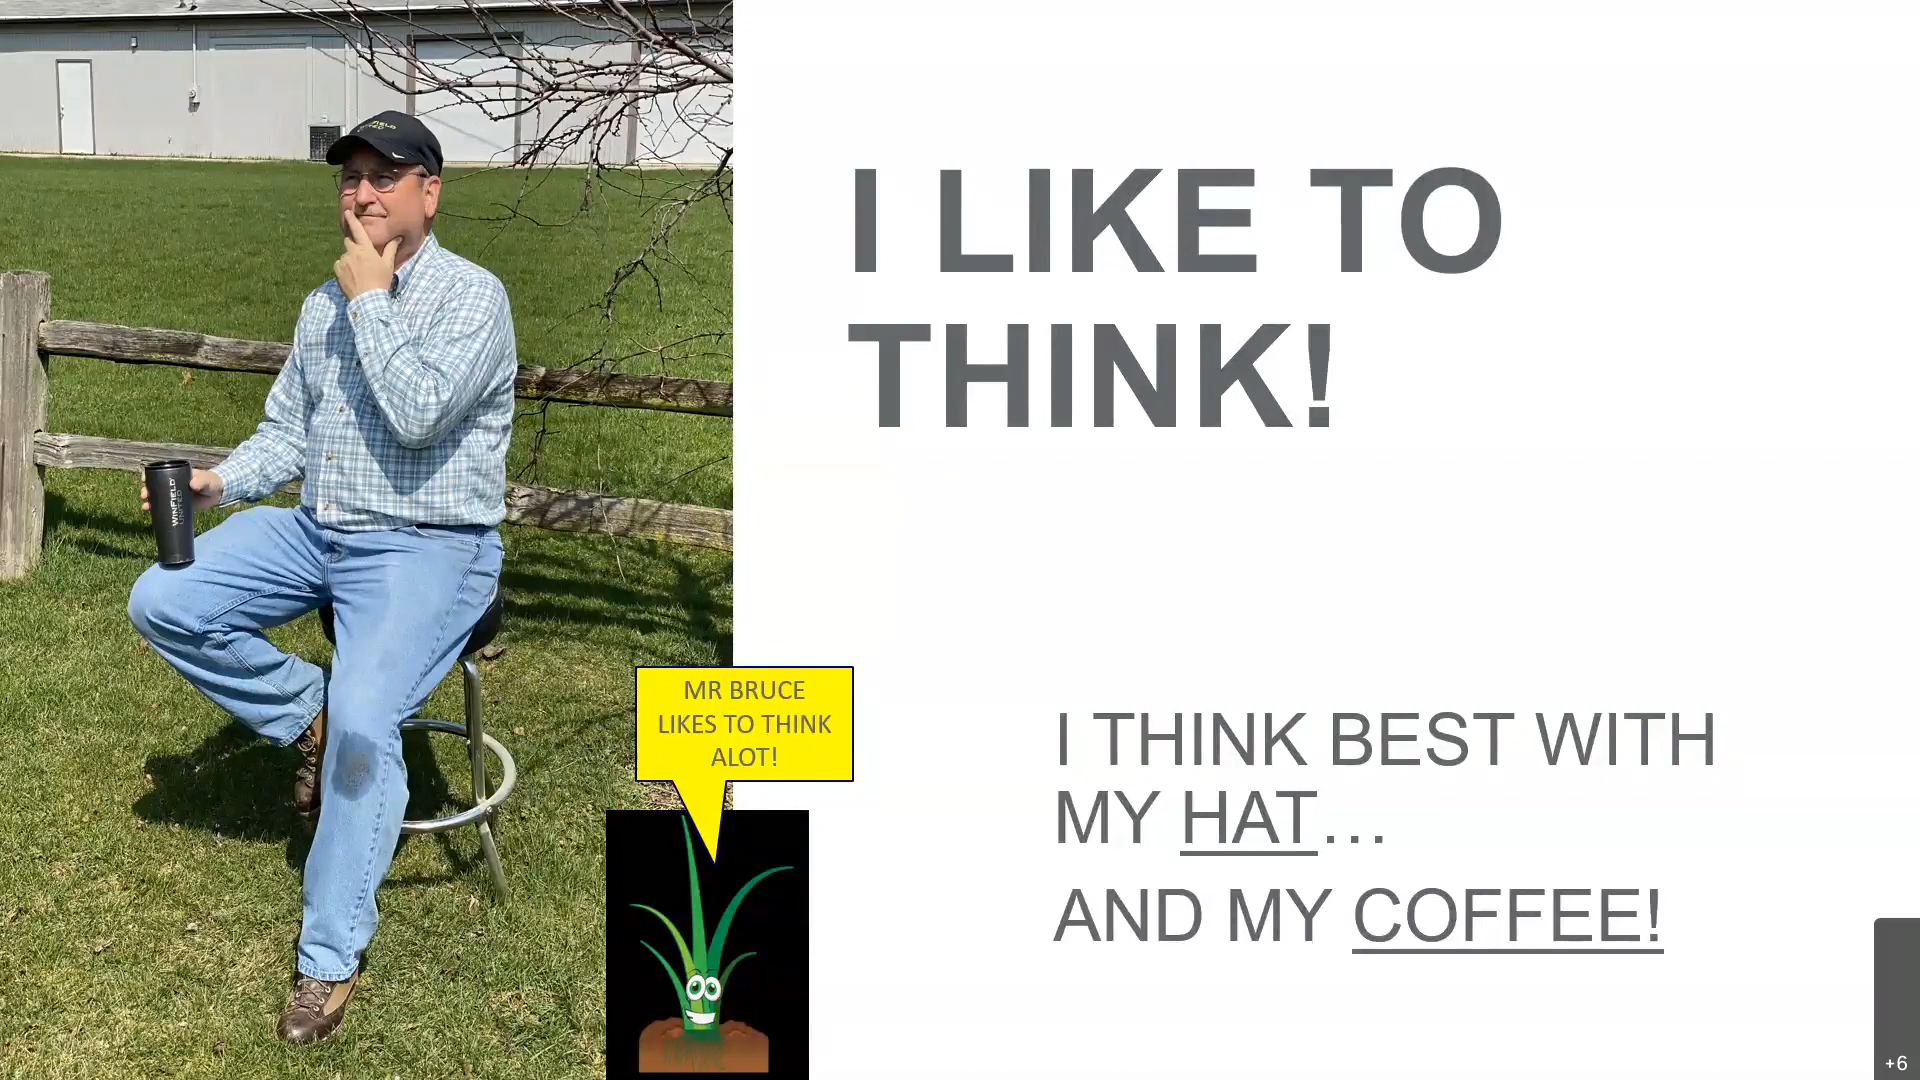 I LIKE TO
THINK!
MR BRUCE
LIKES TO THINK
ALOT!
I THINK BEST WITH
MY HAT...
AND MY COFFEE!
WINFIELD
UNITED
+6